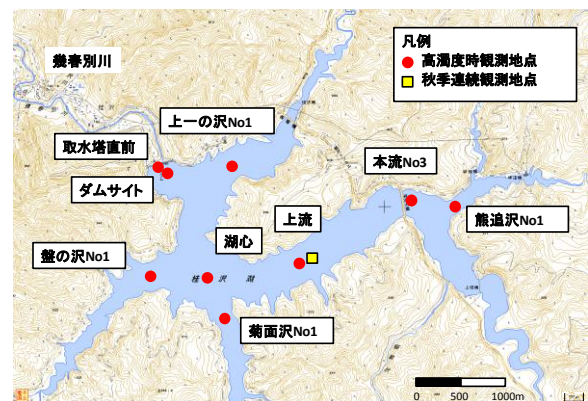 凡例
高濁度時観測地点
秋季連続観測地点
幾春別川
上一の沢No1
取水塔直前
本流No3
ダムサイト
上流
熊追沢No1
湖心
盤の沢No1
桂沢湖
菊面沢No1
0 500 1000m